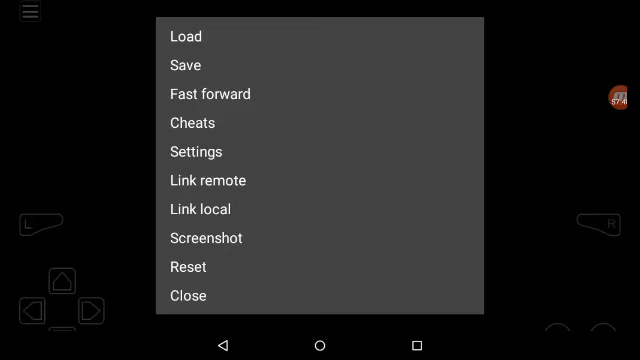 Load
Save
Fast forward
Cheats
Settings
Link remote
Link local
Screenshot
Reset
Close
L
R